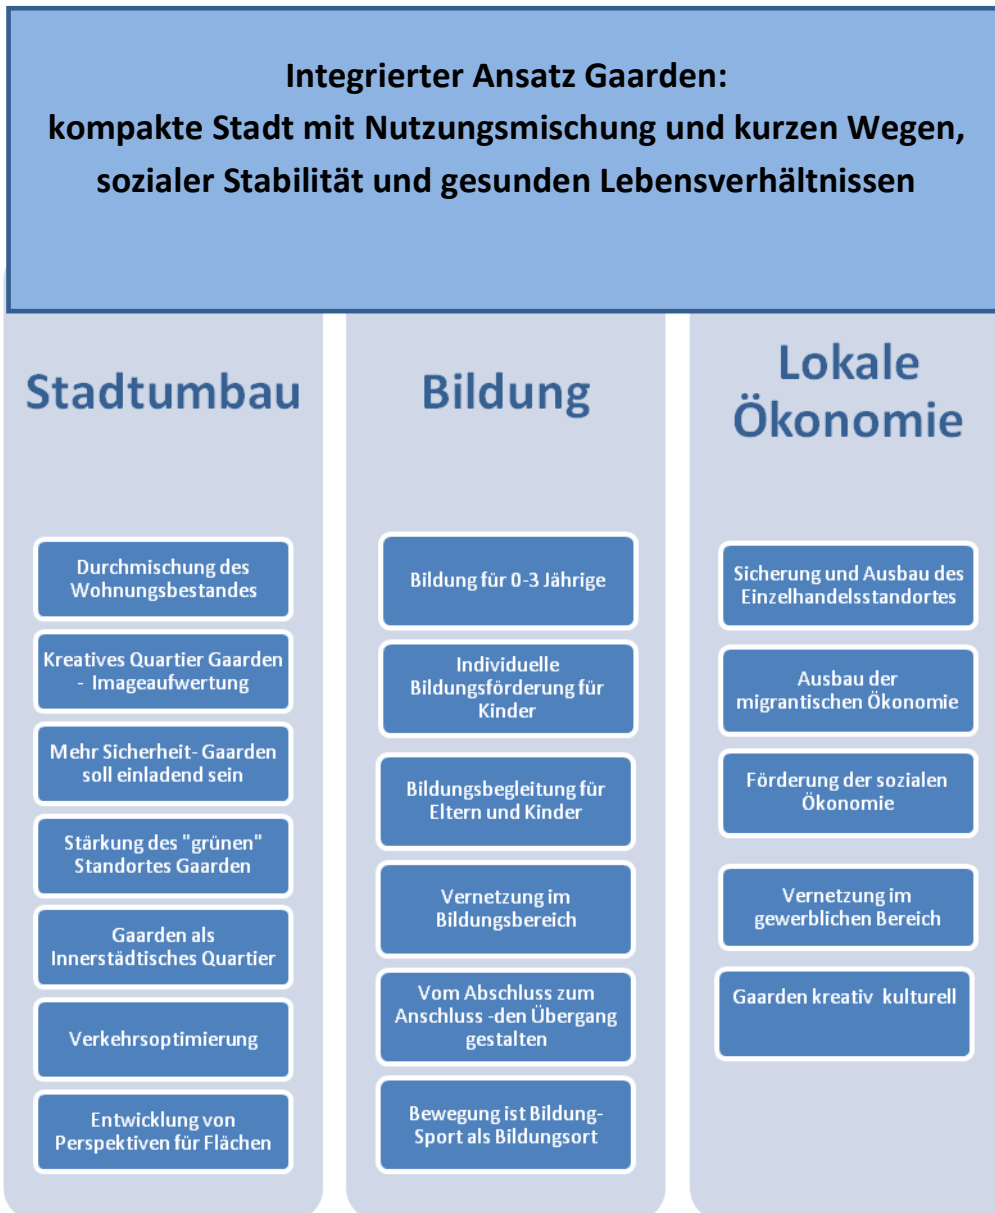 Integrierter Ansatz Gaarden:
kompakte Stadt mit Nutzungsmischung und kurzen Wegen,
sozialer Stabilität und gesunden Lebensverhältnissen
Stadtumbau
Durchmischung des
Wohnungsbestandes
Kreatives Quartier Gaarden
- Imageaufwertung
Mehr Sicherheit- Gaarden
soll einladend sein
Stärkung des "grünen"
Standortes Gaarden
Gaarden als
Innerstädtisches Quartier
Verkehrsoptimierung
Entwicklung von
Perspektiven für Flächen
Bildung
Bildung für 0-3 Jährige
Individuelle
Bildungsförderung für
Kinder
Bildungsbegleitung für
Eltern und Kinder
Vernetzung im
Bildungsbereich
Vom Abschluss zum
Anschluss -den Übergang
gestalten
Bewegung ist Bildung-
Sport als Bildungsort
Lokale
Ökonomie
Sicherung und Ausbau des
Einzelhandelsstandortes
Ausbau der
migrantischen Ökonomie
Förderung der sozialen
Ökonomie
Vernetzung im
gewerblichen Bereich
Gaarden kreativ kulturell